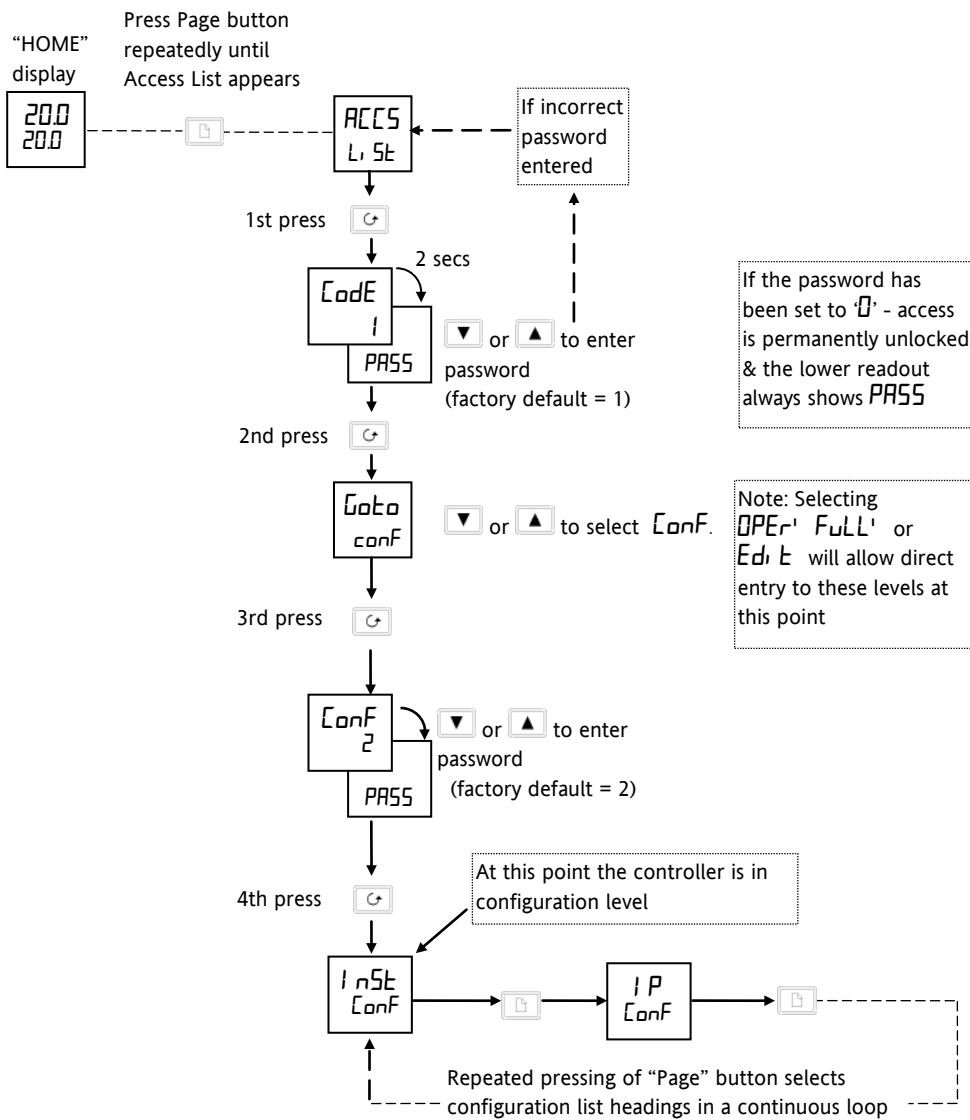 Press Page button
repeatedly until
Access List appears
“HOME”
display
20.0
20.0
ACCS
Li St
If incorrect
password
entered
1st press
2 secs
CodE
1
PASS
▼ or ▲ to enter
password
(factory default = 1)
If the password has
been set to ‘0’ - access
is permanently unlocked
& the lower readout
always shows PASS
2nd press
Goto
conF
▼ or ▲ to select ConF.
Note: Selecting
OPEr' FuLL' or
Edi t will allow direct
entry to these levels at
this point
3rd press
ConF
2
PASS
▼ or ▲ to enter
password
(factory default = 2)
4th press
At this point the controller is in
configuration level
InSt
ConF
IP
ConF
Repeated pressing of “Page” button selects
configuration list headings in a continuous loop